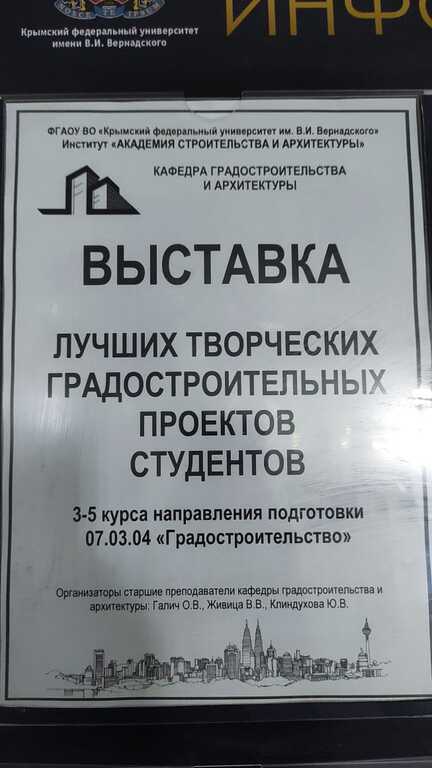 Крымский федеральный университет
имени В.И. Вернадского
ИНФО
ФГАОУ ВО «Крымский федеральный университет им. В.И. Вернадского»
Институт «АКАДЕМИЯ СТРОИТЕЛЬСТВА И АРХИТЕКТУРЫ»
КАФЕДРА ГРАДОСТРОИТЕЛЬСТВА
И АРХИТЕКТУРЫ
ВЫСТАВКА
ЛУЧШИХ ТВОРЧЕСКИХ
ГРАДОСТРОИТЕЛЬНЫХ
ПРОЕКТОВ
СТУДЕНТОВ
3-5 курса направления подготовки
07.03.04 «Градостроительство»
Организаторы старшие преподаватели кафедры градостроительства и
архитектуры: Галич О.В., Живица В.В., Клиндухова Ю.В.